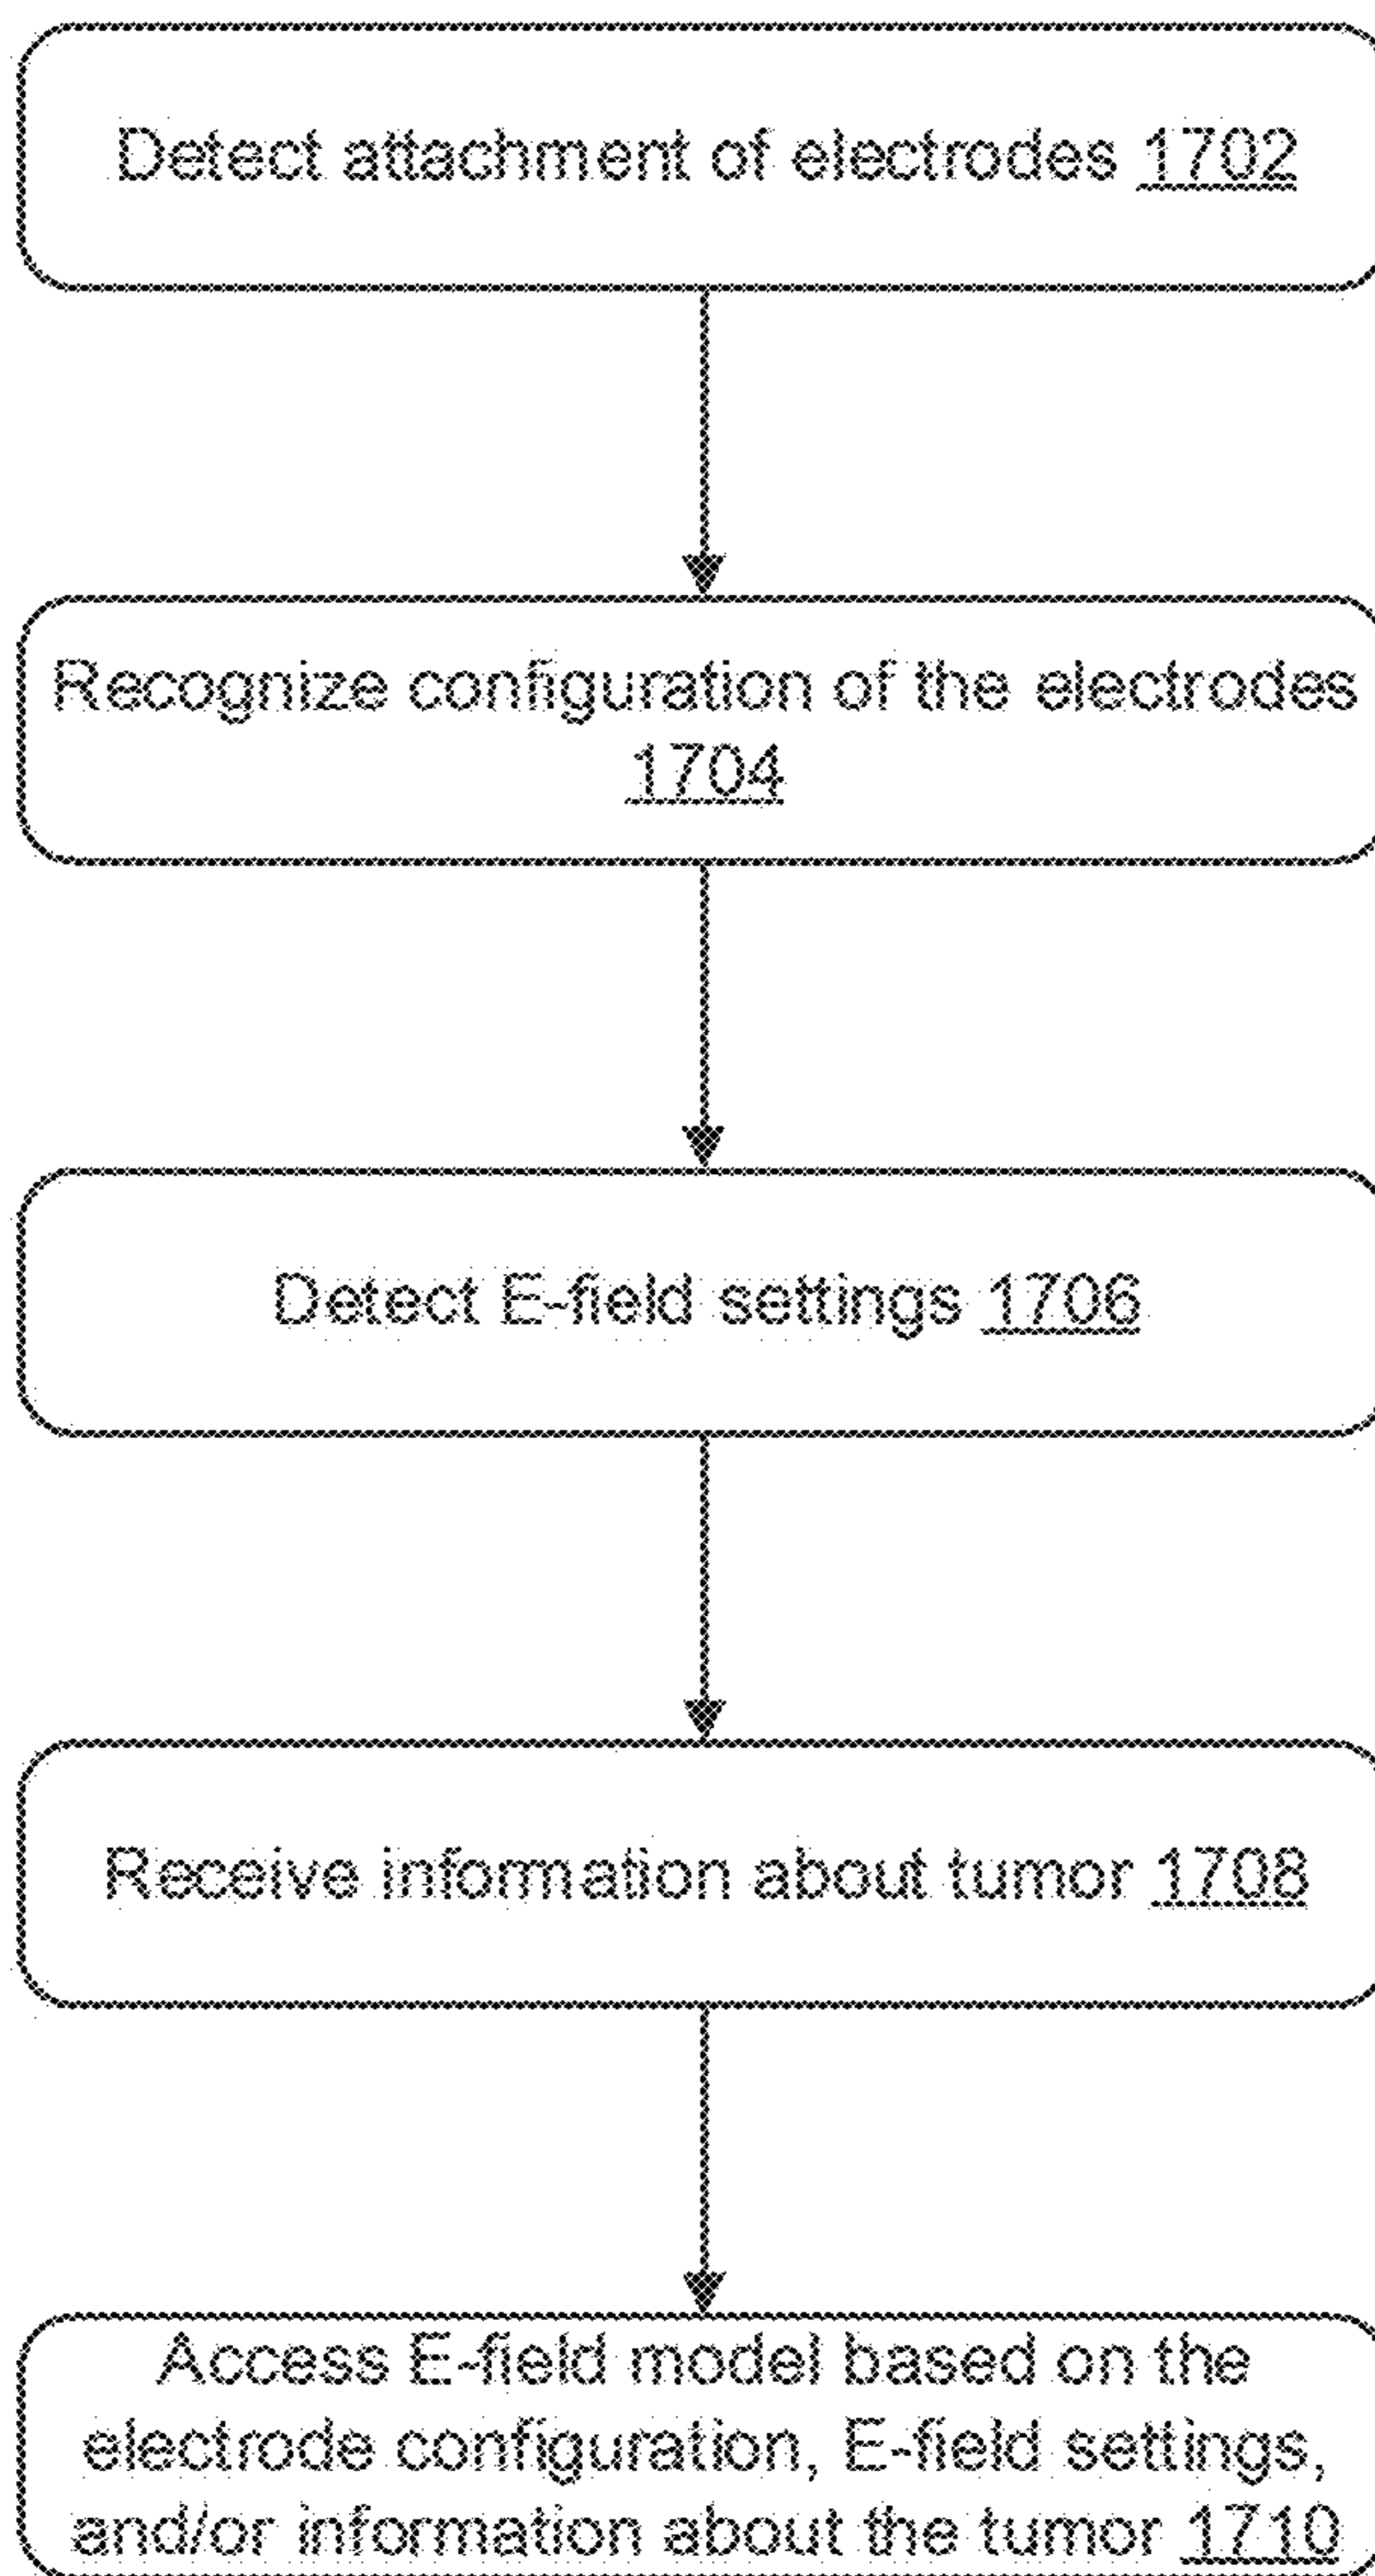 Detect attachment of electrodes 1702
Recognize configuration of the electrodes
1704
Detect E-field settings 1706
Receive information about tumor 1708
Access E-field model based on the
electrode configuration, E-field settings,
and/or information about the tumor 1710